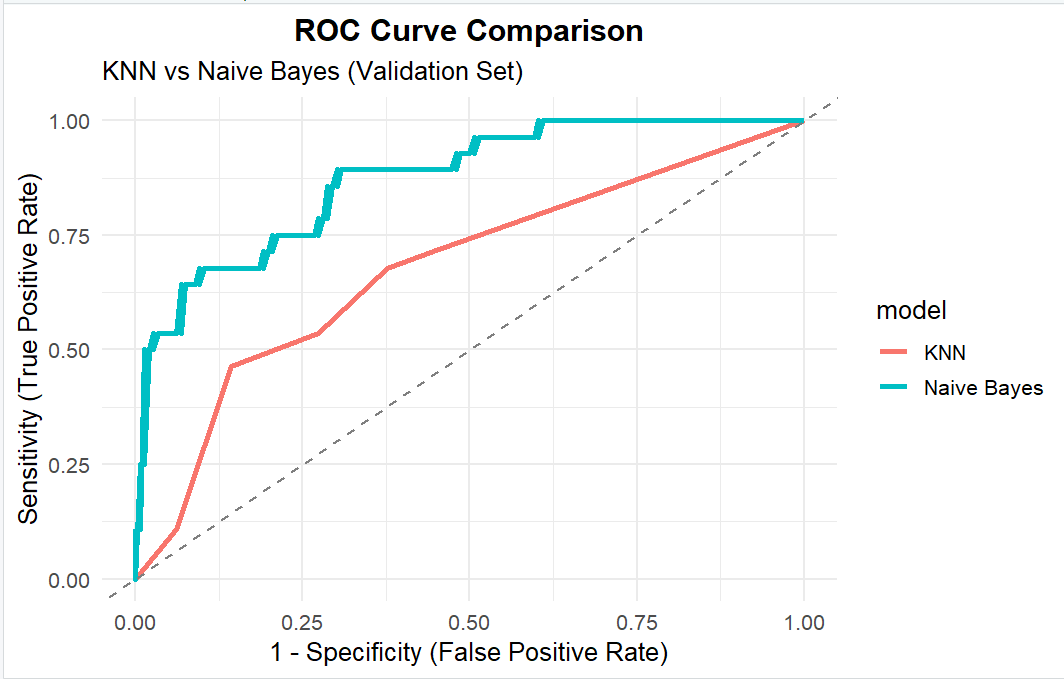 ROC Curve Comparison
KNN vs Naive Bayes (Validation Set)
Sensitivity (True Positive Rate)
1.00
0.75
0.50
0.25
0.00
0.00 0.25 0.50 0.75 1.00
1 - Specificity (False Positive Rate)
model
KNN
Naive Bayes